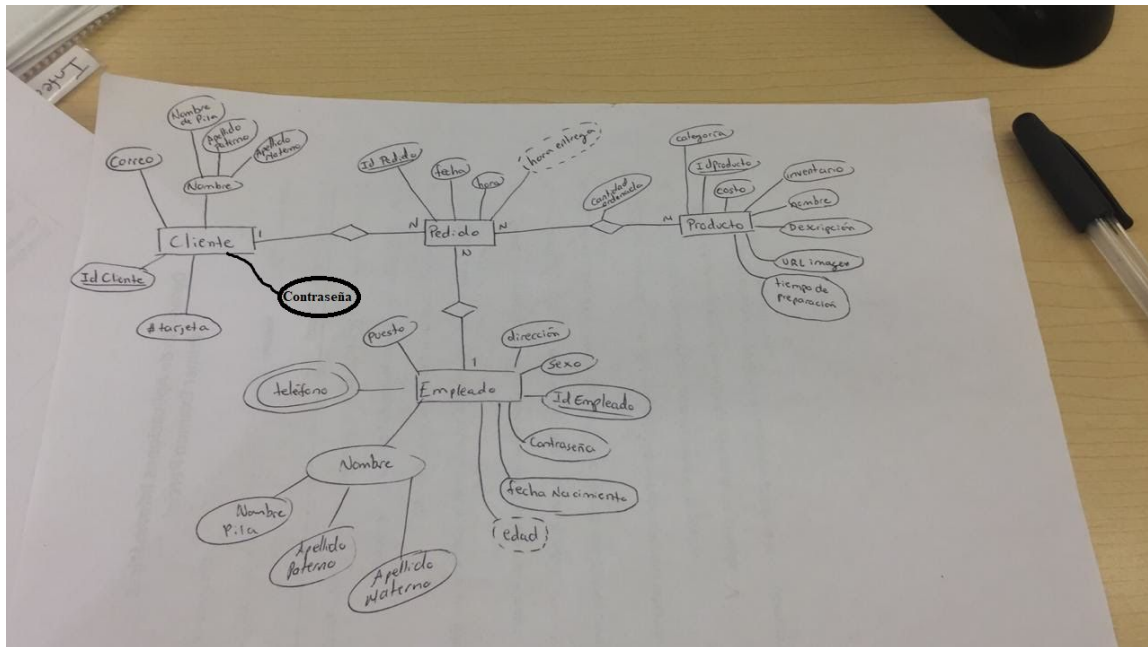 Nombre
de Pila
Apellido
Paterno
Apellido
Materno
Correo
Nombre
Cliente
Id Cliente
# tarjeta
Contraseña
1
N
Id Pedido
fecha
hora
hora entrega
Pedido
N
N
cantidad
ordenada
M
categoría
Idproducto
costo
inventario
nombre
Producto
Descripción
URL imagen
tiempo de
preparación
1
puesto
dirección
sexo
teléfono
Empleado
Id Empleado
Contraseña
Nombre
fecha Nacimiento
edad
Nombre
Pila
Apellido
Paterno
Apellido
Materno